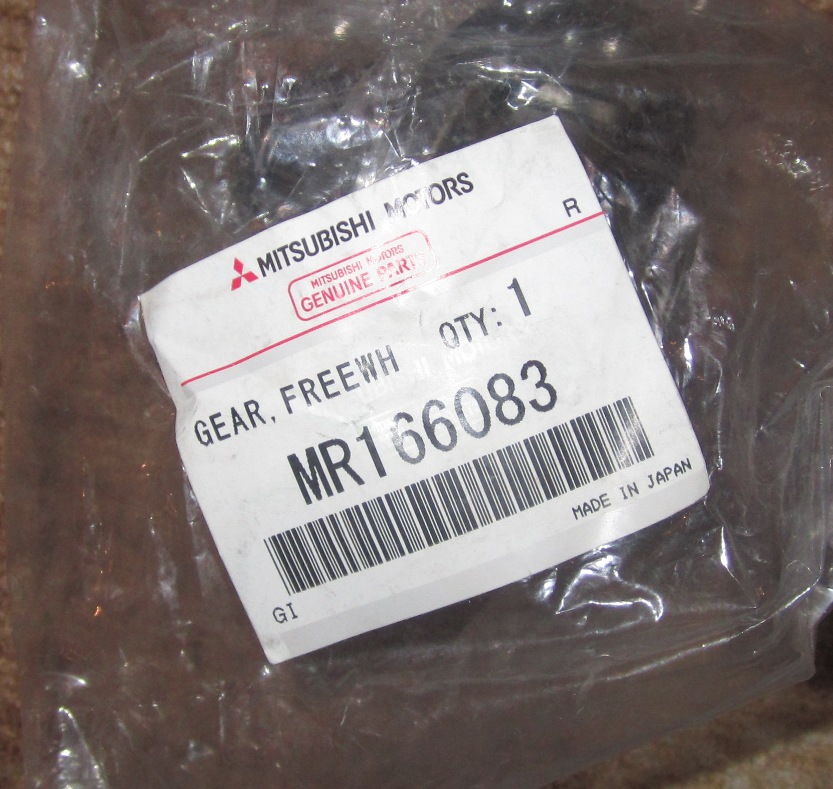 MITSUBISHI MOTORS
R
MITSUBISHI MOTORS
GENUINE PARTS
GEAR, FREEWH QTY: 1
MR166083
MADE IN JAPAN
GI